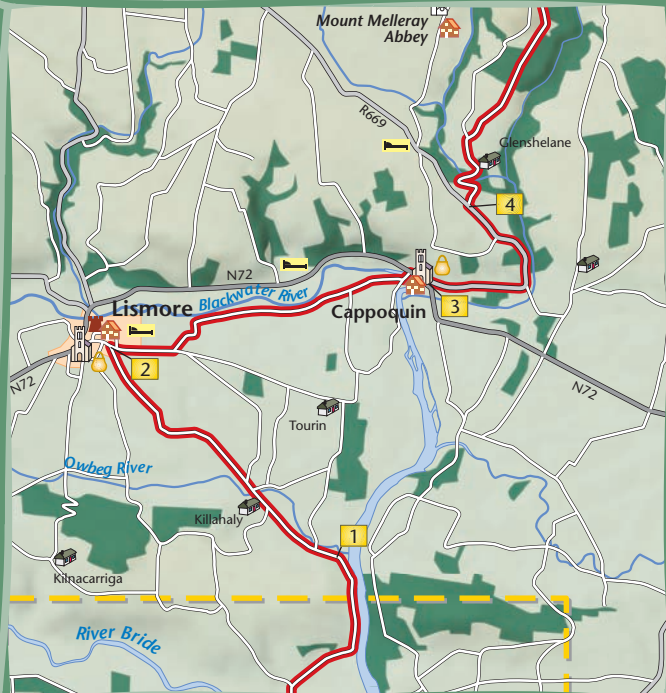 Mount Melleray
Abbey
R669
Glenshelane
4
N72
Lismore
Blackwater River
Cappoquin
3
2
N72
N72
Tourin
Owbeg River
Killahaly
1
Kilnacarriga
River Bride